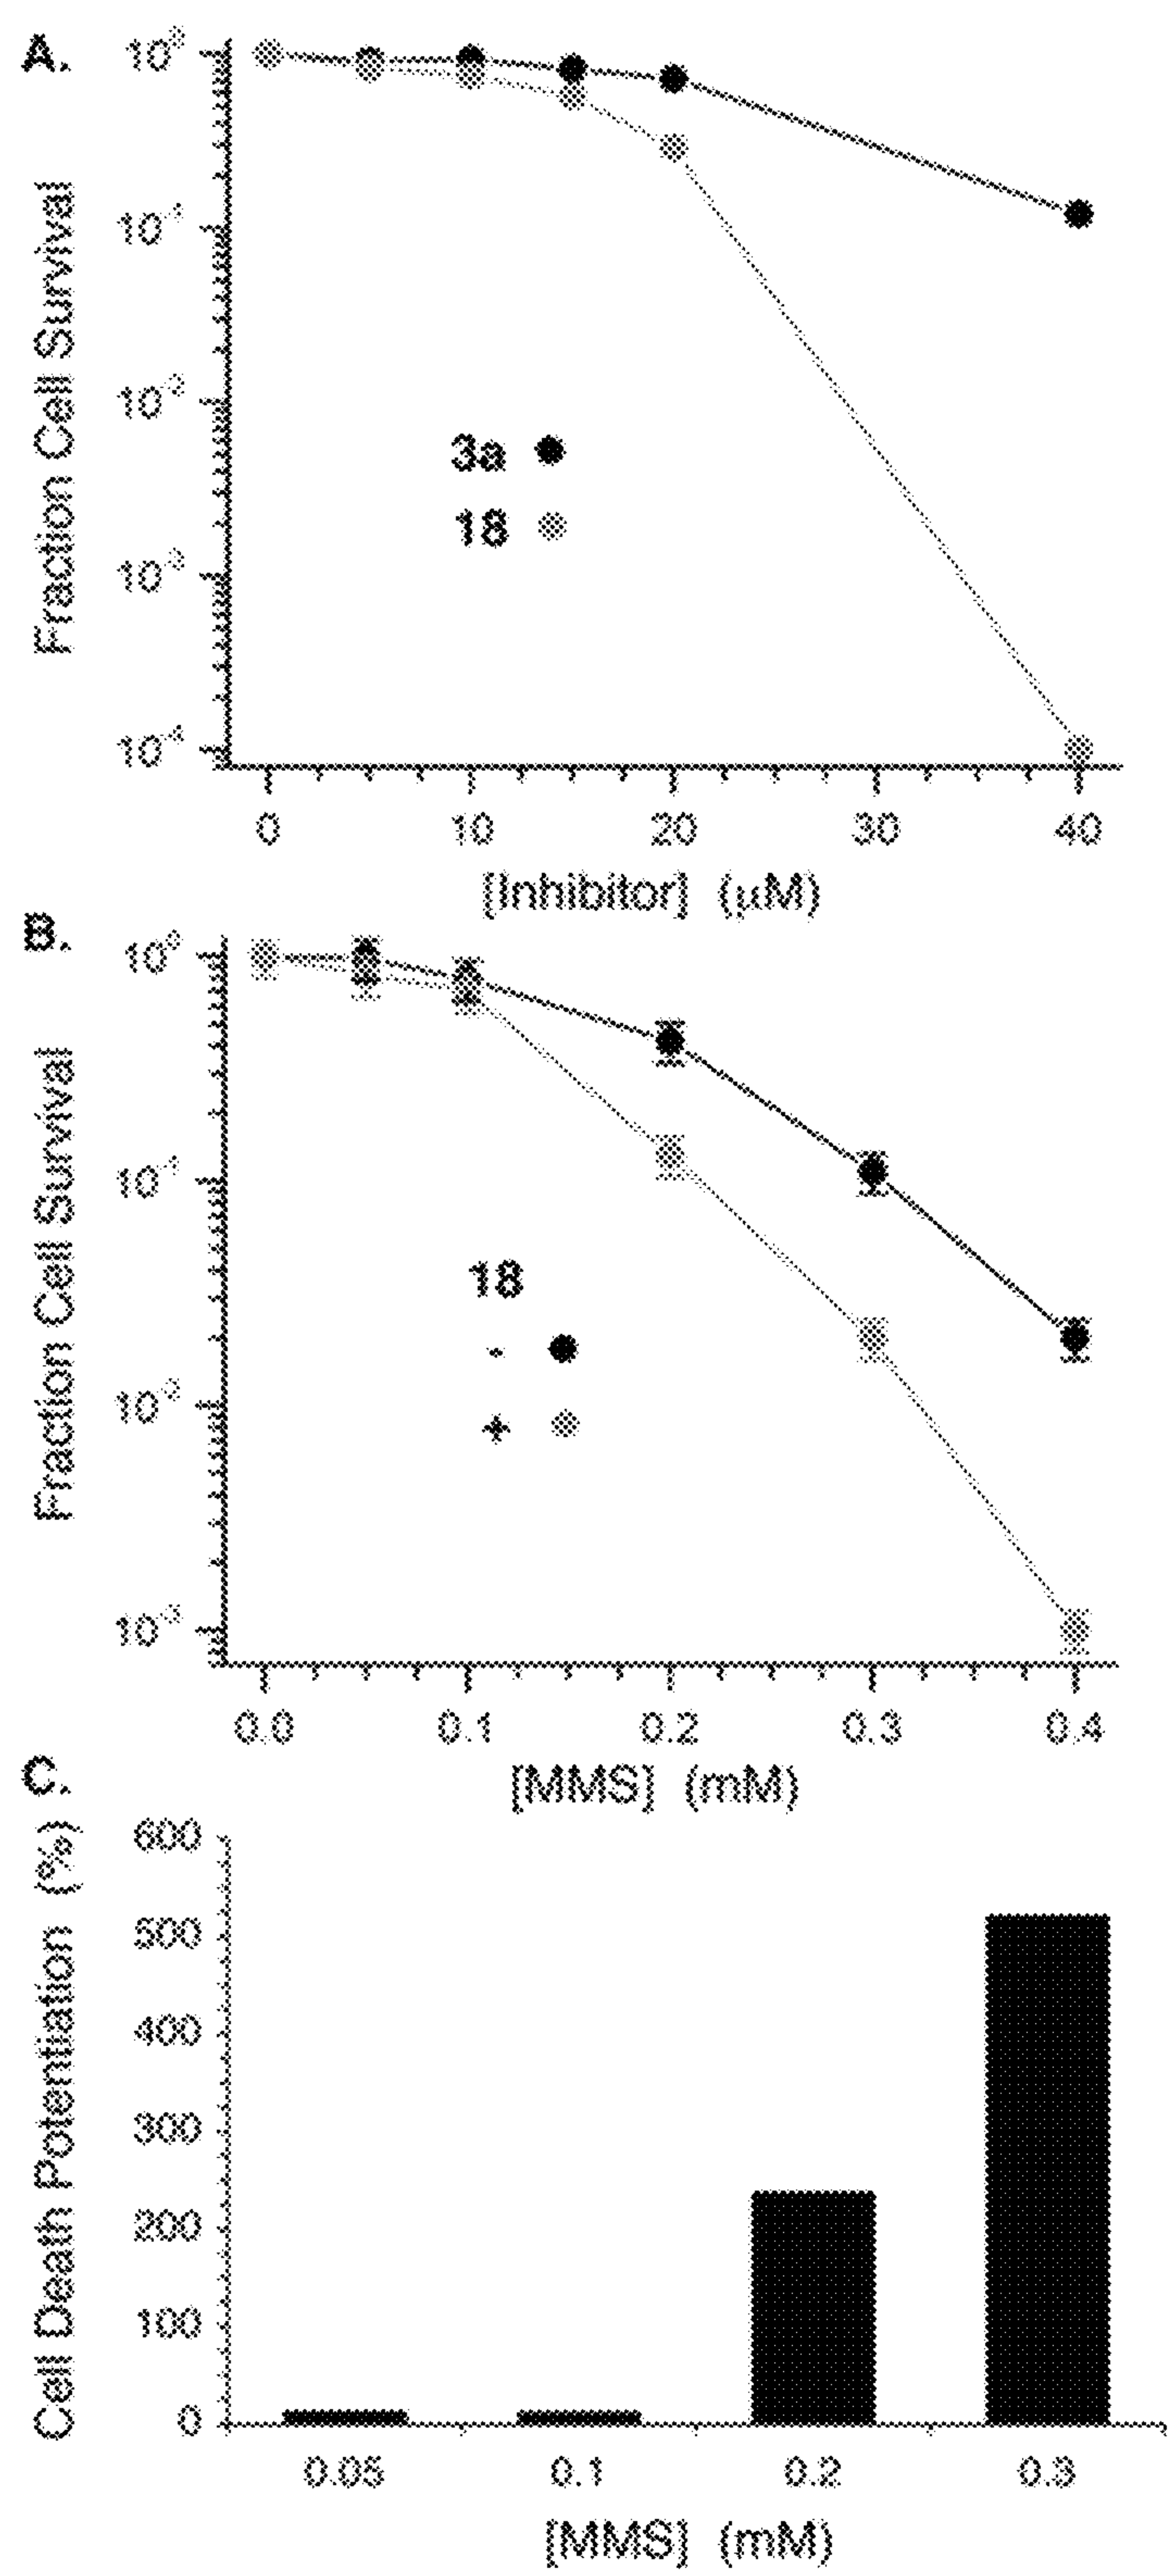 A.
Fraction Cell Survival
10⁰
10⁻¹
10⁻²
10⁻³
10⁻⁴
3a
18
0 10 20 30 40
[Inhibitor] (μM)
B.
Fraction Cell Survival
10⁰
10⁻¹
10⁻²
10⁻³
18
-
+
0.0 0.1 0.2 0.3 0.4
[MMS] (mM)
C.
Cell Death Potentiation (%)
600
500
400
300
200
100
0
0.05 0.1 0.2 0.3
[MMS] (mM)